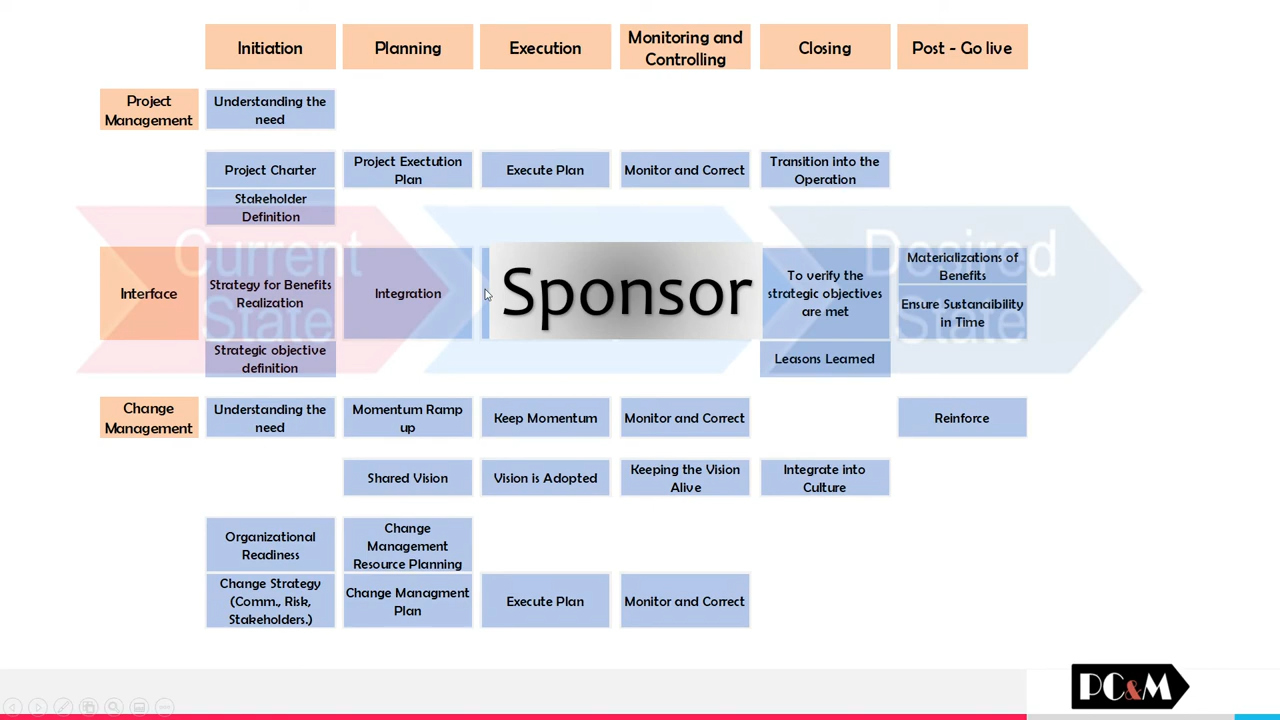 Initiation
Planning
Execution
Monitoring and
Controlling
Closing
Post - Go live
Project
Management
Understanding the
need
Project Charter
Project Exectution
Plan
Execute Plan
Monitor and Correct
Transition into the
Operation
Stakeholder
Definition
Current
State
Desired
State
Interface
Strategy for Benefits
Realization
Integration
Sponsor
To verify the
strategic objectives
are met
Materializations of
Benefits
Ensure Sustanaibility
in Time
Strategic objective
definition
Leasons Learned
Change
Management
Understanding the
need
Momentum Ramp
up
Keep Momentum
Monitor and Correct
Reinforce
Shared Vision
Vision is Adopted
Keeping the Vision
Alive
Integrate into
Culture
Organizational
Readiness
Change
Management
Resource Planning
Change Strategy
(Comm., Risk,
Stakeholders.)
Change Managment
Plan
Execute Plan
Monitor and Correct
PC&M